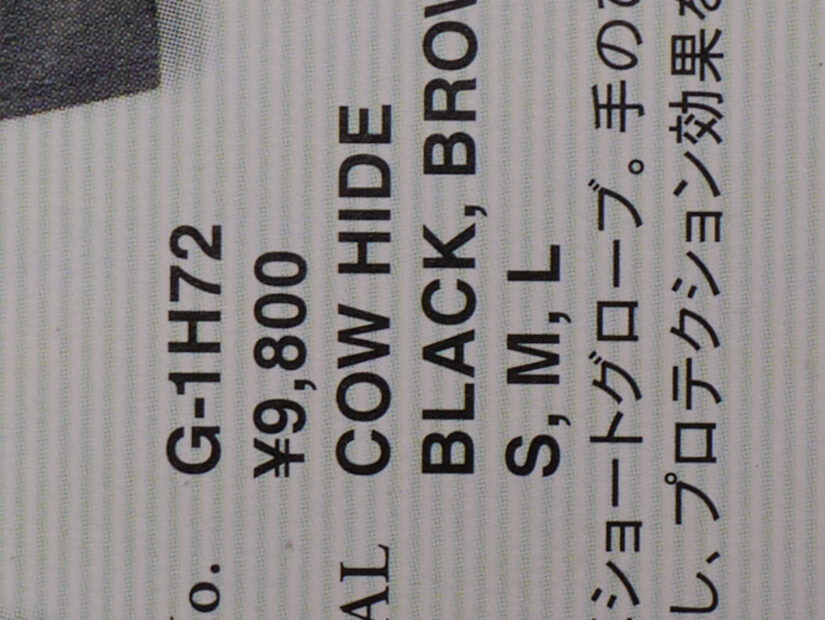 o. G-1H72
¥9,800
AL COW HIDE
BLACK, BROW
S, M, L
ショートグローブ。手の
し、プロテクション効果を